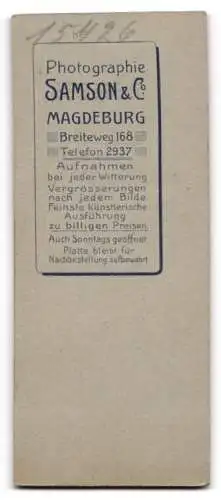 15426
Photographie
SAMSON & Co
MAGDEBURG
Breiteweg 168
Telefon 2937
Aufnahmen
bei jeder Witterung
Vergrösserungen
nach jedem Bilde
Feinste künstlerische
Ausführung
zu billigen Preisen
Auch Sonntags geöffnet
Platte bleibt für
Nachbestellung aufbewahrt